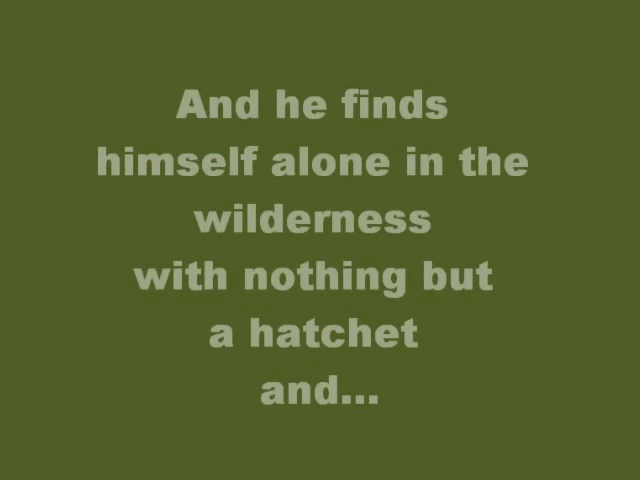 And he finds
himself alone in the
wilderness
with nothing but
a hatchet
and...